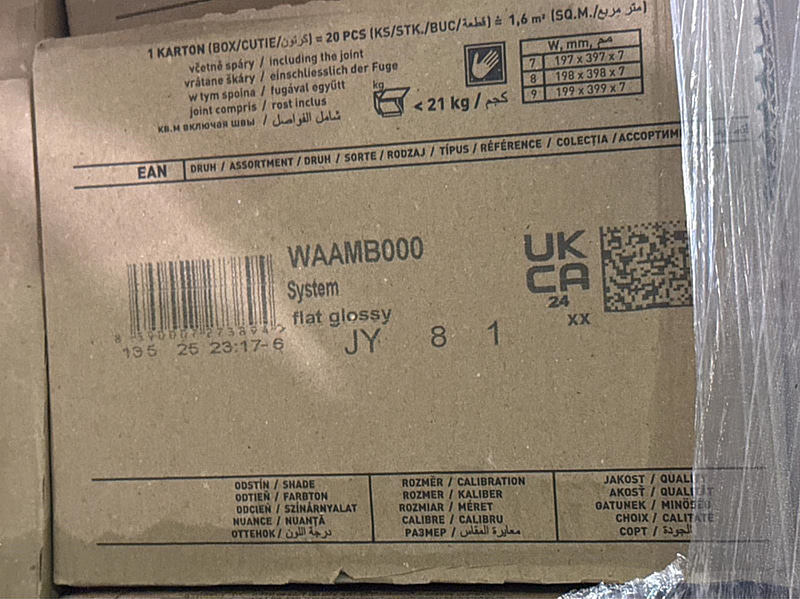 1 KARTON (BOX/CUTIE/كرتون) = 20 PCS (KS/STK./BUC/قطعة) ≐ 1,6 m² (SQ.M./متر مربع)
včetně spáry / including the joint
vrátane škáry / einschliesslich der Fuge
w tym spoina / fugával együtt
joint compris / rost inclus
кв.м включая швы / شامل الفواصل
kg
< 21 kg / كجم
W, mm, مم
7 197 x 397 x 7
8 198 x 398 x 7
9 199 x 399 x 7
EAN
DRUH / ASSORTMENT / DRUH / SORTE / RODZAJ / TÍPUS / RÉFÉRENCE / COLECȚIA / АССОРТИМ
WAAMB000
System
flat glossy
UK
CA
24
XX
135 25 23:17-6
JY 8 1
ODSTÍN / SHADE
ODTIEŇ / FARBTON
ODCIEŃ / SZÍNÁRNYALAT
NUANCE / NUANȚĂ
ОТТЕНОК / درجة اللون
ROZMĚR / CALIBRATION
ROZMER / KALIBER
ROZMIAR / MÉRET
CALIBRE / CALIBRU
РАЗМЕР / معايرة المقاس
JAKOST / QUALITY
AKOSŤ / QUALITÄT
GATUNEK / MINŐSÉG
CHOIX / CALITATE
СОРТ / الجودة